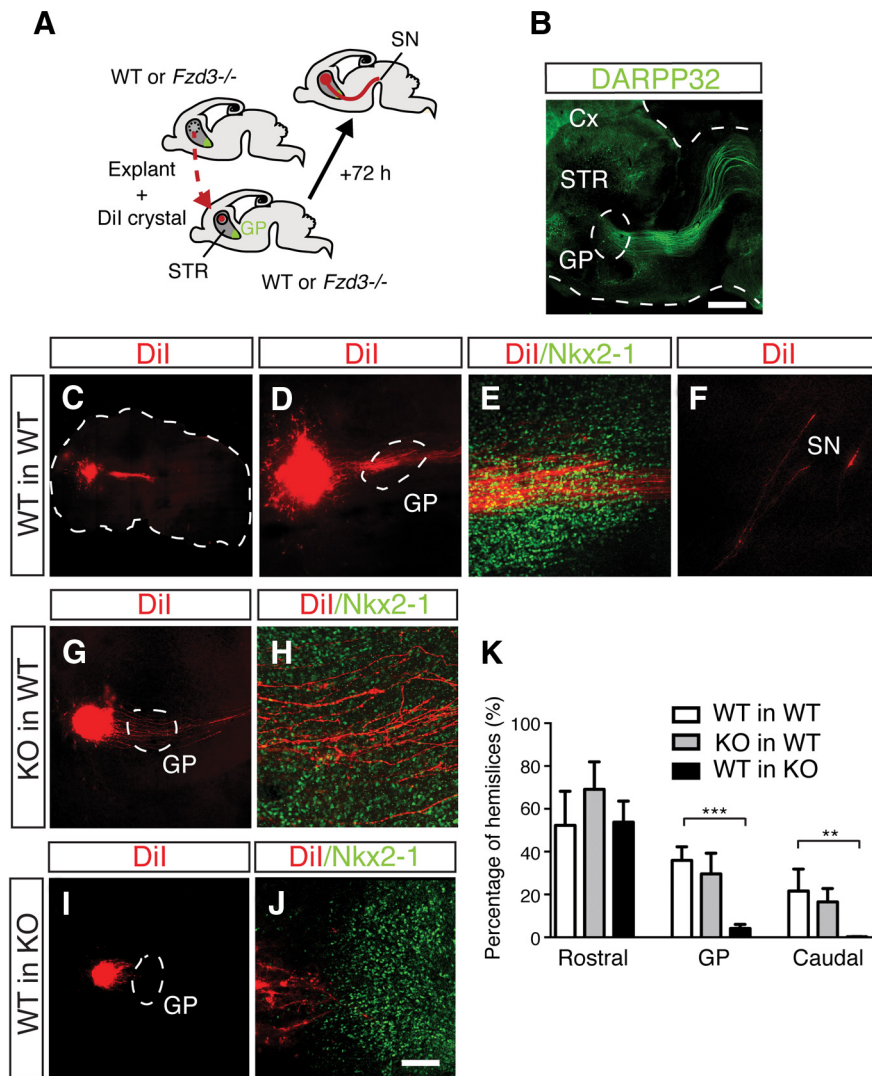 A
WT or Fzd3-/-
SN
Explant
+
DiI crystal
+72 h
GP
STR
WT or Fzd3-/-
B
DARPP32
Cx
STR
GP
WT in WT
DiI
DiI
DiI/Nkx2-1
DiI
C
D
GP
E
F
SN
KO in WT
DiI
DiI/Nkx2-1
G
GP
H
WT in KO
DiI
DiI/Nkx2-1
I
GP
J
K
WT in WT
KO in WT
WT in KO
Percentage of hemislices (%)
100
80
60
40
20
0
***
**
Rostral
GP
Caudal